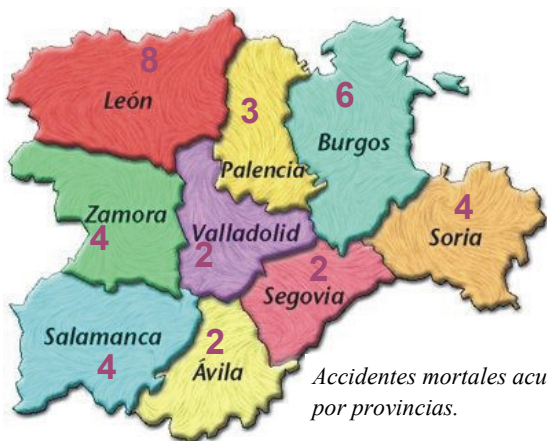 8
León
3
Palencia
6
Burgos
Zamora
4
Valladolid
2
4
Soria
2
Segovia
Salamanca
4
2
Ávila
Accidentes mortales acu
por provincias.